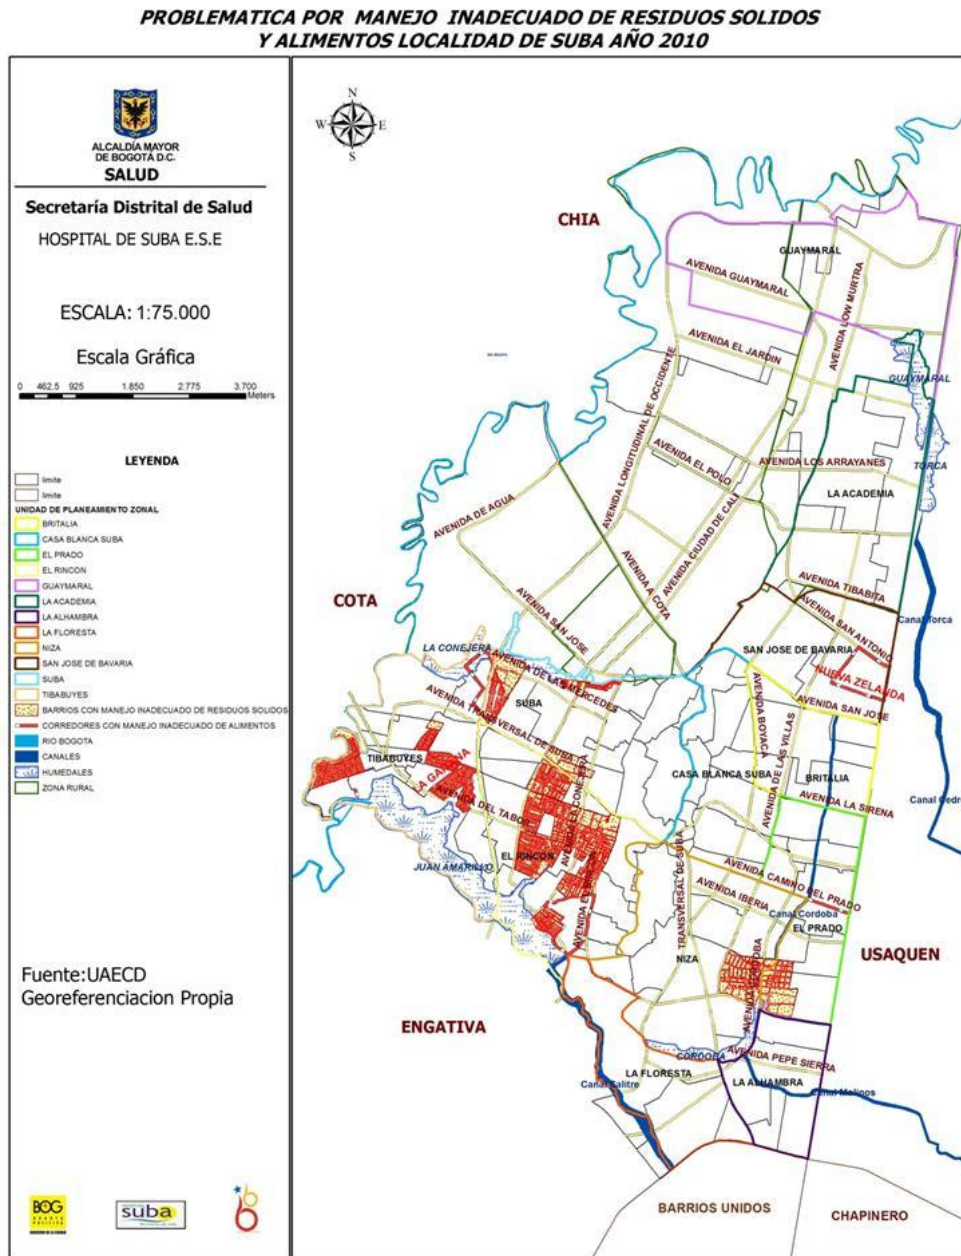 PROBLEMATICA POR MANEJO INADECUADO DE RESIDUOS SOLIDOS
Y ALIMENTOS LOCALIDAD DE SUBA AÑO 2010
ALCALDÍA MAYOR
DE BOGOTÁ D.C.
SALUD
Secretaría Distrital de Salud
HOSPITAL DE SUBA E.S.E
ESCALA: 1:75.000
Escala Gráfica
0 462.5 925 1.850 2.775 3.700
Meters
LEYENDA
limite
limite
UNIDAD DE PLANEAMIENTO ZONAL
BRITALIA
CASA BLANCA SUBA
EL PRADO
EL RINCON
GUAYMARAL
LA ACADEMIA
LA ALHAMBRA
LA FLORESTA
NIZA
SAN JOSE DE BAVARIA
SUBA
TIBABUYES
BARRIOS CON MANEJO INADECUADO DE RESIDUOS SOLIDOS
CORREDORES CON MANEJO INADECUADO DE ALIMENTOS
RIO BOGOTA
CANALES
HUMEDALES
ZONA RURAL
Fuente:UAECD
Georeferenciacion Propia
BOG
suba
N
W E
S
CHIA
GUAYMARAL
AVENIDA GUAYMARAL
AVENIDA LOW MURTRA
AVENIDA EL JARDIN
GUAYMARAL
AVENIDA LONGITUDINAL DE OCCIDENTE
AVENIDA EL POLO
AVENIDA LOS ARRAYANES
TORCA
LA ACADEMIA
AVENIDA DE AGUA
AVENIDA CIUDAD DE CALI
AVENIDA A COTA
AVENIDA TIBABITA
COTA
AVENIDA SAN JOSE
AVENIDA SAN ANTONIO
Canal Torca
LA CONEJERA
SAN JOSE DE BAVARIA
AVENIDA DE LAS MERCEDES
NUEVA ZELANDA
SUBA
AVENIDA TRANSVERSAL DE SUBA
AVENIDA BOYACA
AVENIDA SAN JOSE
AVENIDA DE LAS VILLAS
TIBABUYES
LA GAITANA
CASA BLANCA SUBA
BRITALIA
AVENIDA LA CONEJERA
AVENIDA DEL TABOR
AVENIDA LA SIRENA
EL RINCON
JUAN AMARILLO
AVENIDA CAMINO DEL PRADO
AVENIDA IBERIA
TRANSVERSAL DE SUBA
Canal Cordoba
EL PRADO
NIZA
AVENIDA CORDOBA
USAQUEN
ENGATIVA
CORDOBA
AVENIDA PEPE SIERRA
LA FLORESTA
LA ALHAMBRA
Canal Salitre
Canal Molinos
BARRIOS UNIDOS
CHAPINERO